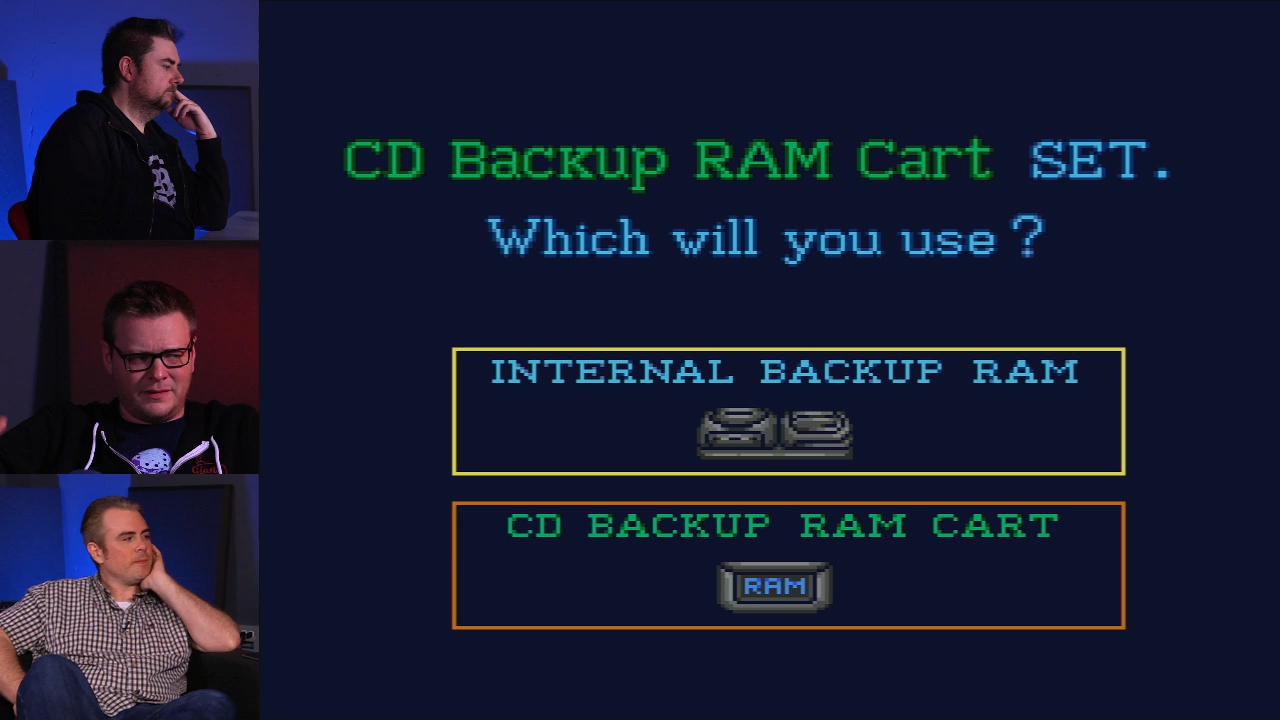 CD Backup RAM Cart SET.
Which will you use ?
INTERNAL BACKUP RAM
CD BACKUP RAM CART
RAM